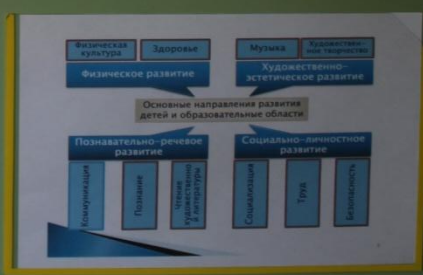 Физическая
культура
Здоровье
Музыка
Художествен-
ное творчество
Физическое развитие
Художественно-
эстетическое развитие
Основные направления развития
детей и образовательные области
Познавательно-речевое
развитие
Социально-личностное
развитие
Коммуникация
Познание
Чтение
художественно
й литературы
Социализация
Труд
Безопасность